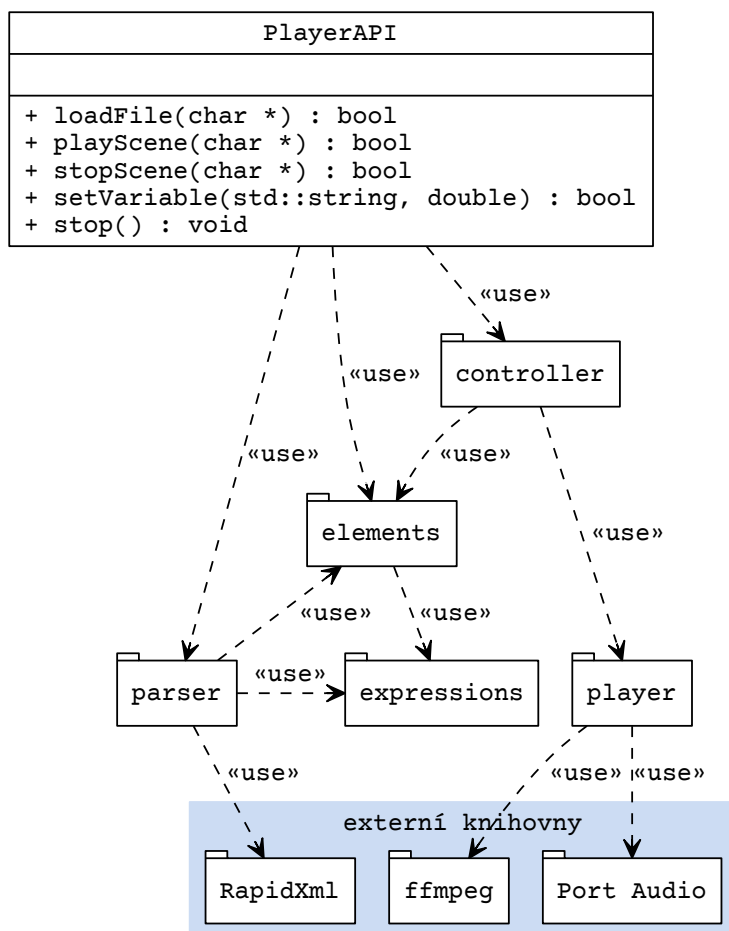 PlayerAPI
+ loadFile(char *) : bool
+ playScene(char *) : bool
+ stopScene(char *) : bool
+ setVariable(std::string, double) : bool
+ stop() : void
«use»
controller
«use»
«use»
«use»
elements
«use»
«use»
«use»
«use»
parser
expressions
player
«use»
«use»
«use»
externí knihovny
RapidXml
ffmpeg
Port Audio